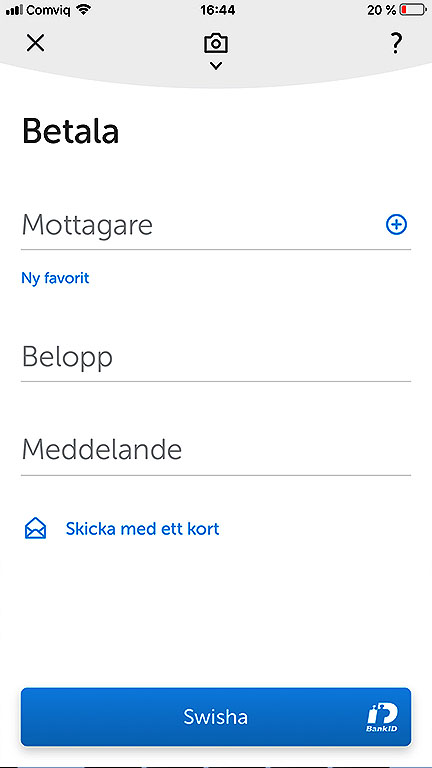 Comviq 16:44 20 %
?
Betala
Mottagare
Ny favorit
Belopp
Meddelande
Skicka med ett kort
Swisha
BankID